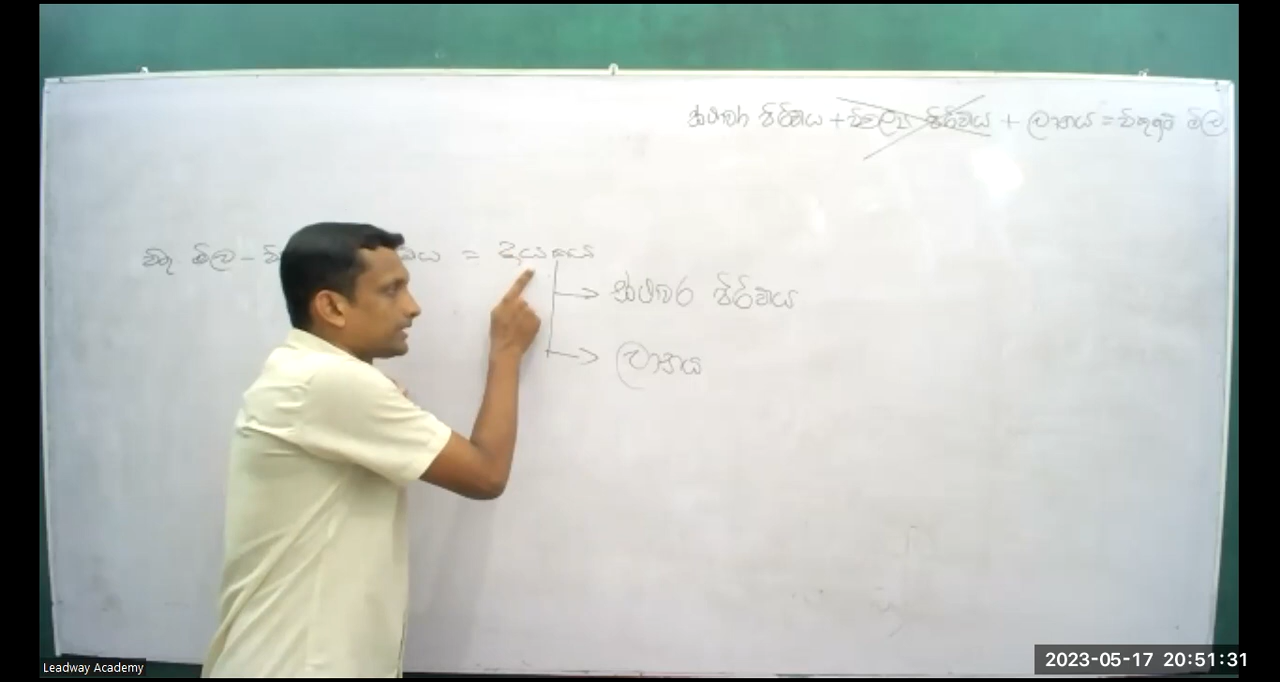 ස්ථාවර පිරිවැය + විචල්‍ය පිරිවැය + ලාභය = විකුණුම් මිල
වි.කු මිල - වි = දායකය
ස්ථාවර පිරිවැය
ලාභය
Leadway Academy
2023-05-17 20:51:31